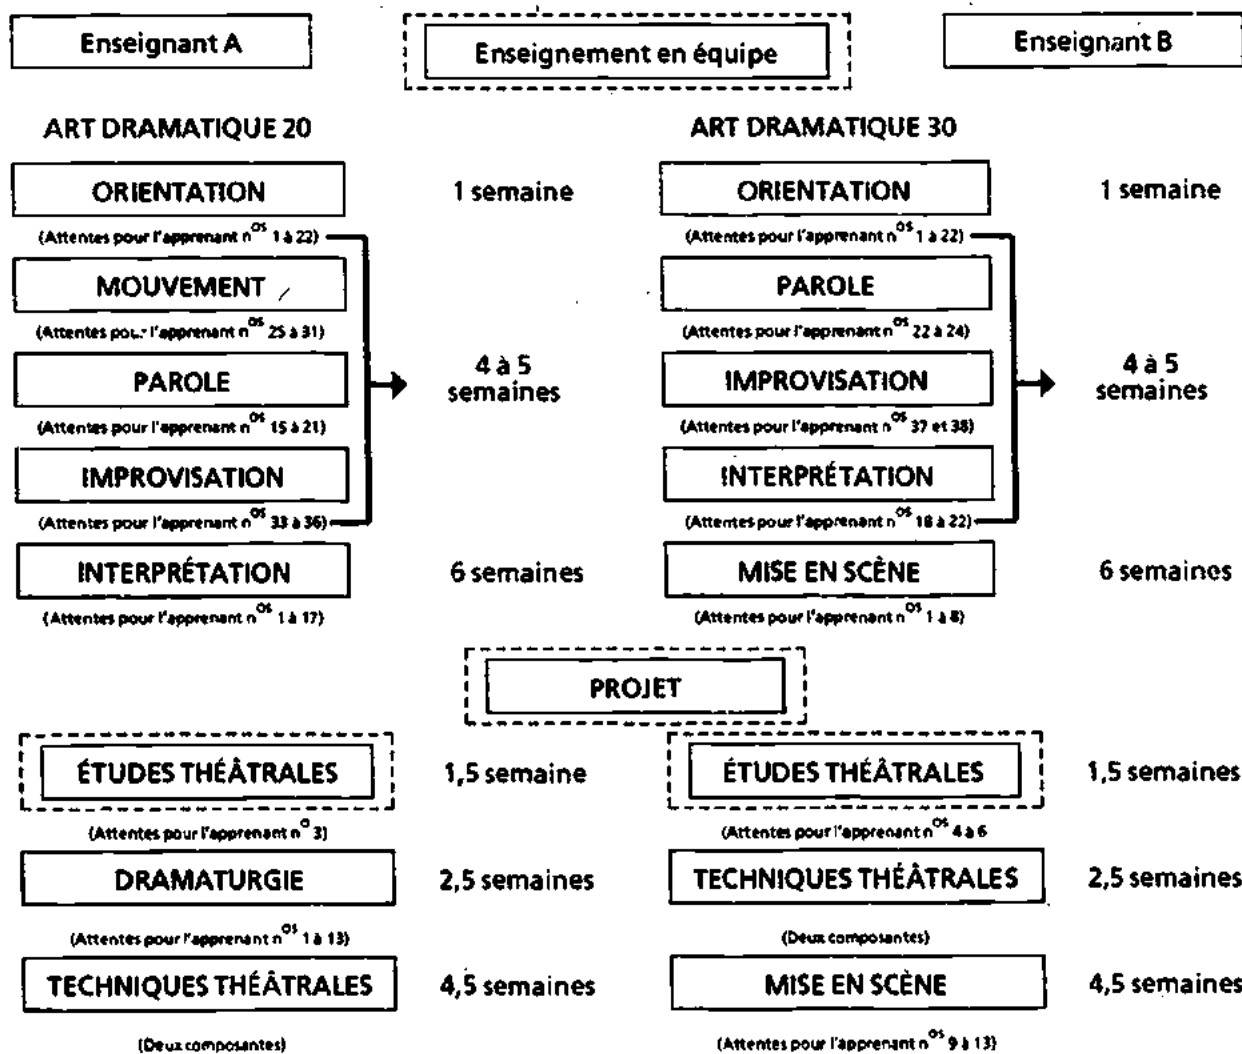 Enseignant A
Enseignement en équipe
Enseignant B
ART DRAMATIQUE 20
ART DRAMATIQUE 30
ORIENTATION
1 semaine
ORIENTATION
1 semaine
(Attentes pour l'apprenant nos 1 à 22)
(Attentes pour l'apprenant nos 1 à 22)
MOUVEMENT
PAROLE
(Attentes pour l'apprenant nos 25 à 31)
(Attentes pour l'apprenant nos 22 à 24)
PAROLE
4 à 5
semaines
IMPROVISATION
4 à 5
semaines
(Attentes pour l'apprenant nos 15 à 21)
(Attentes pour l'apprenant nos 37 et 38)
IMPROVISATION
INTERPRÉTATION
(Attentes pour l'apprenant nos 33 à 36)
(Attentes pour l'apprenant nos 18 à 22)
INTERPRÉTATION
6 semaines
MISE EN SCÈNE
6 semaines
(Attentes pour l'apprenant nos 1 à 17)
(Attentes pour l'apprenant nos 1 à 8)
PROJET
ÉTUDES THÉÂTRALES
1,5 semaine
ÉTUDES THÉÂTRALES
1,5 semaines
(Attentes pour l'apprenant no 3)
(Attentes pour l'apprenant nos 4 à 6
DRAMATURGIE
2,5 semaines
TECHNIQUES THÉÂTRALES
2,5 semaines
(Attentes pour l'apprenant nos 1 à 13)
(Deux composantes)
TECHNIQUES THÉÂTRALES
4,5 semaines
MISE EN SCÈNE
4,5 semaines
(Deux composantes)
(Attentes pour l'apprenant nos 9 à 13)